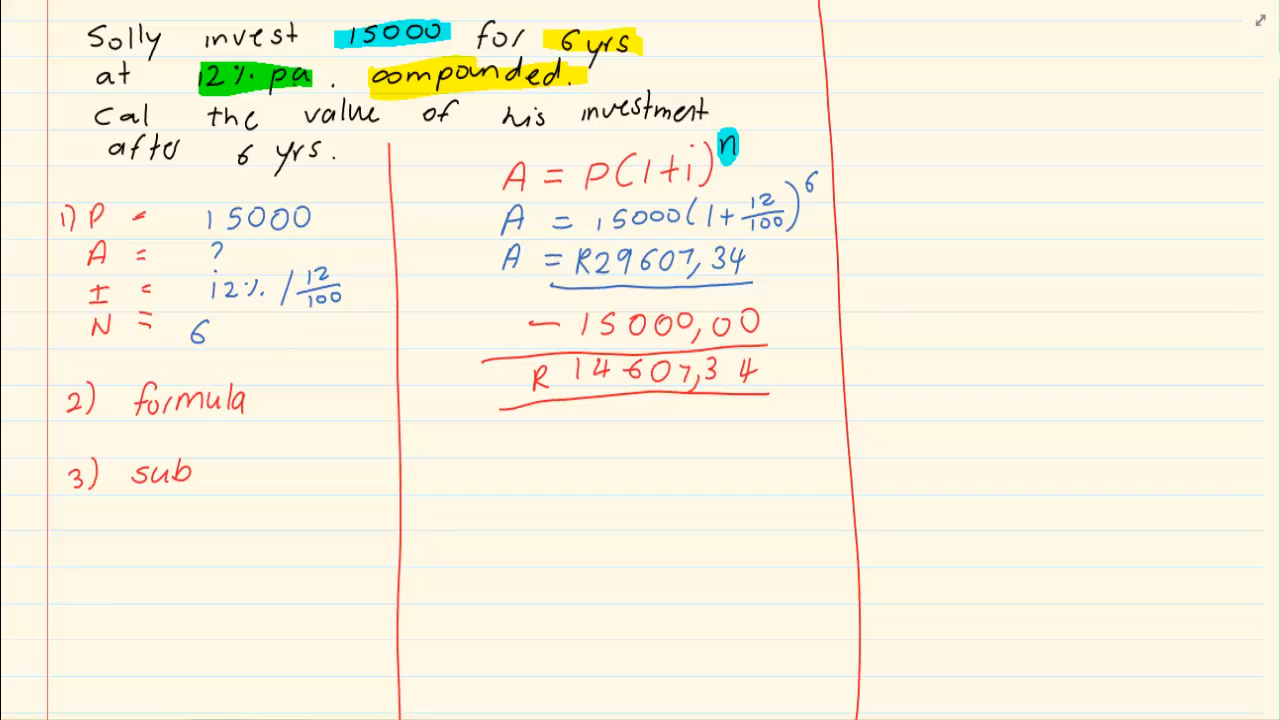 Solly invest 15000 for 6 yrs
at 12% pa. compounded.
Cal the value of his investment
after 6 yrs.
1) P = 15000
A = ?
I = 12% / 12/100
N = 6
2) formula
3) sub
A = P(1+i)^n
A = 15000(1+12/100)^6
A = R29607,34
- 15000,00
R 14607,34